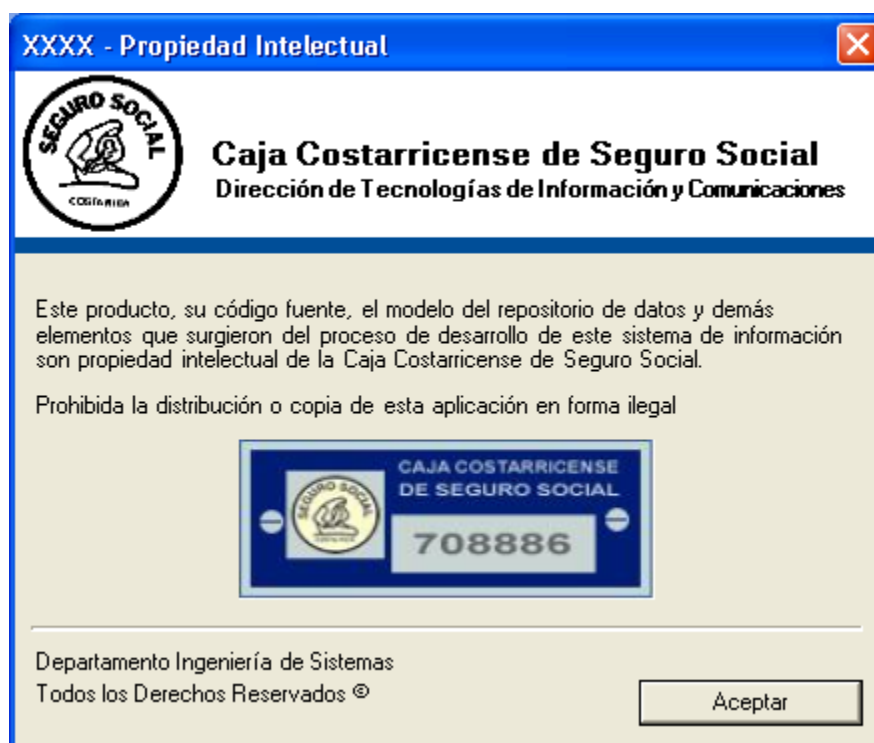 XXXX - Propiedad Intelectual
SEGURO SOCIAL
COSTA RICA
Caja Costarricense de Seguro Social
Dirección de Tecnologías de Información y Comunicaciones
Este producto, su código fuente, el modelo del repositorio de datos y demás
elementos que surgieron del proceso de desarrollo de este sistema de información
son propiedad intelectual de la Caja Costarricense de Seguro Social.
Prohibida la distribución o copia de esta aplicación en forma ilegal
CAJA COSTARRICENSE
DE SEGURO SOCIAL
SEGURO SOCIAL
708886
Departamento Ingeniería de Sistemas
Todos los Derechos Reservados ©
Aceptar